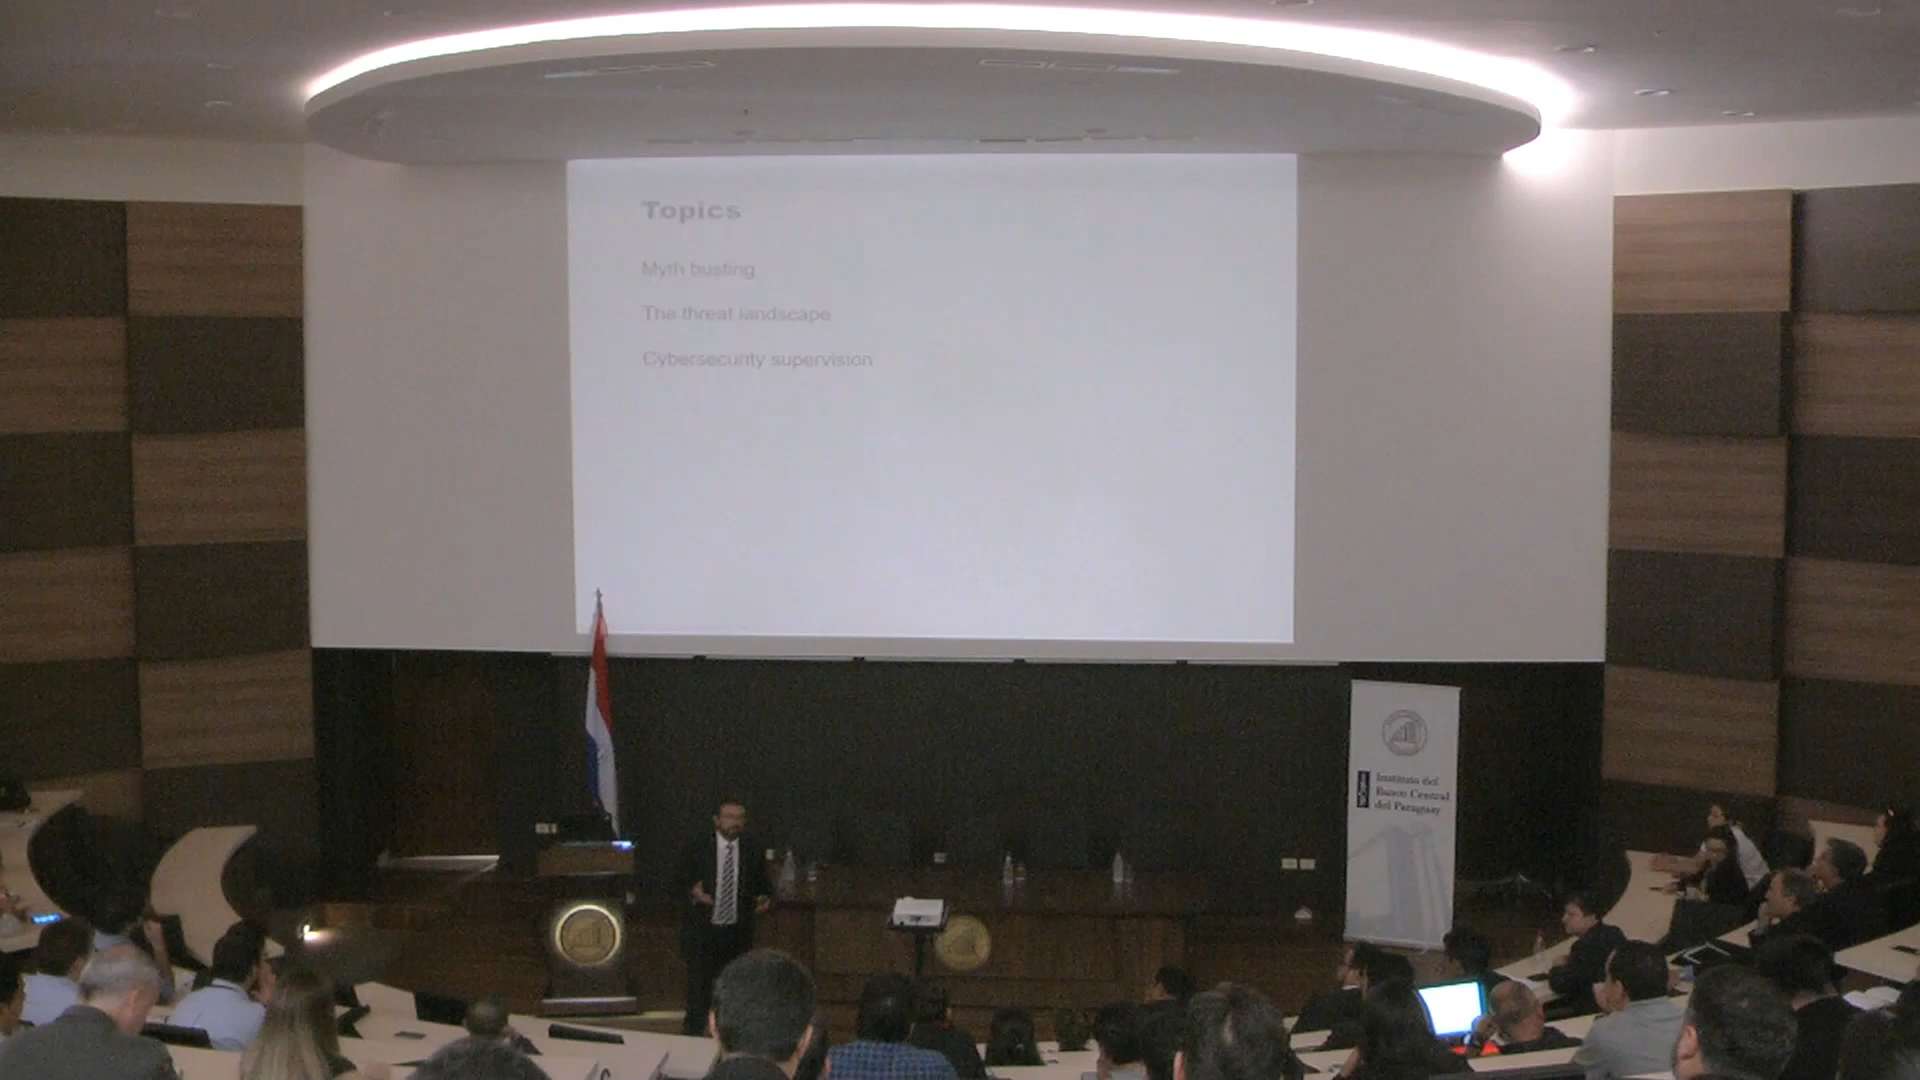 Topics
Myth busting
The threat landscape
Cybersecurity supervision
Instituto del
Banco Central
del Paraguay